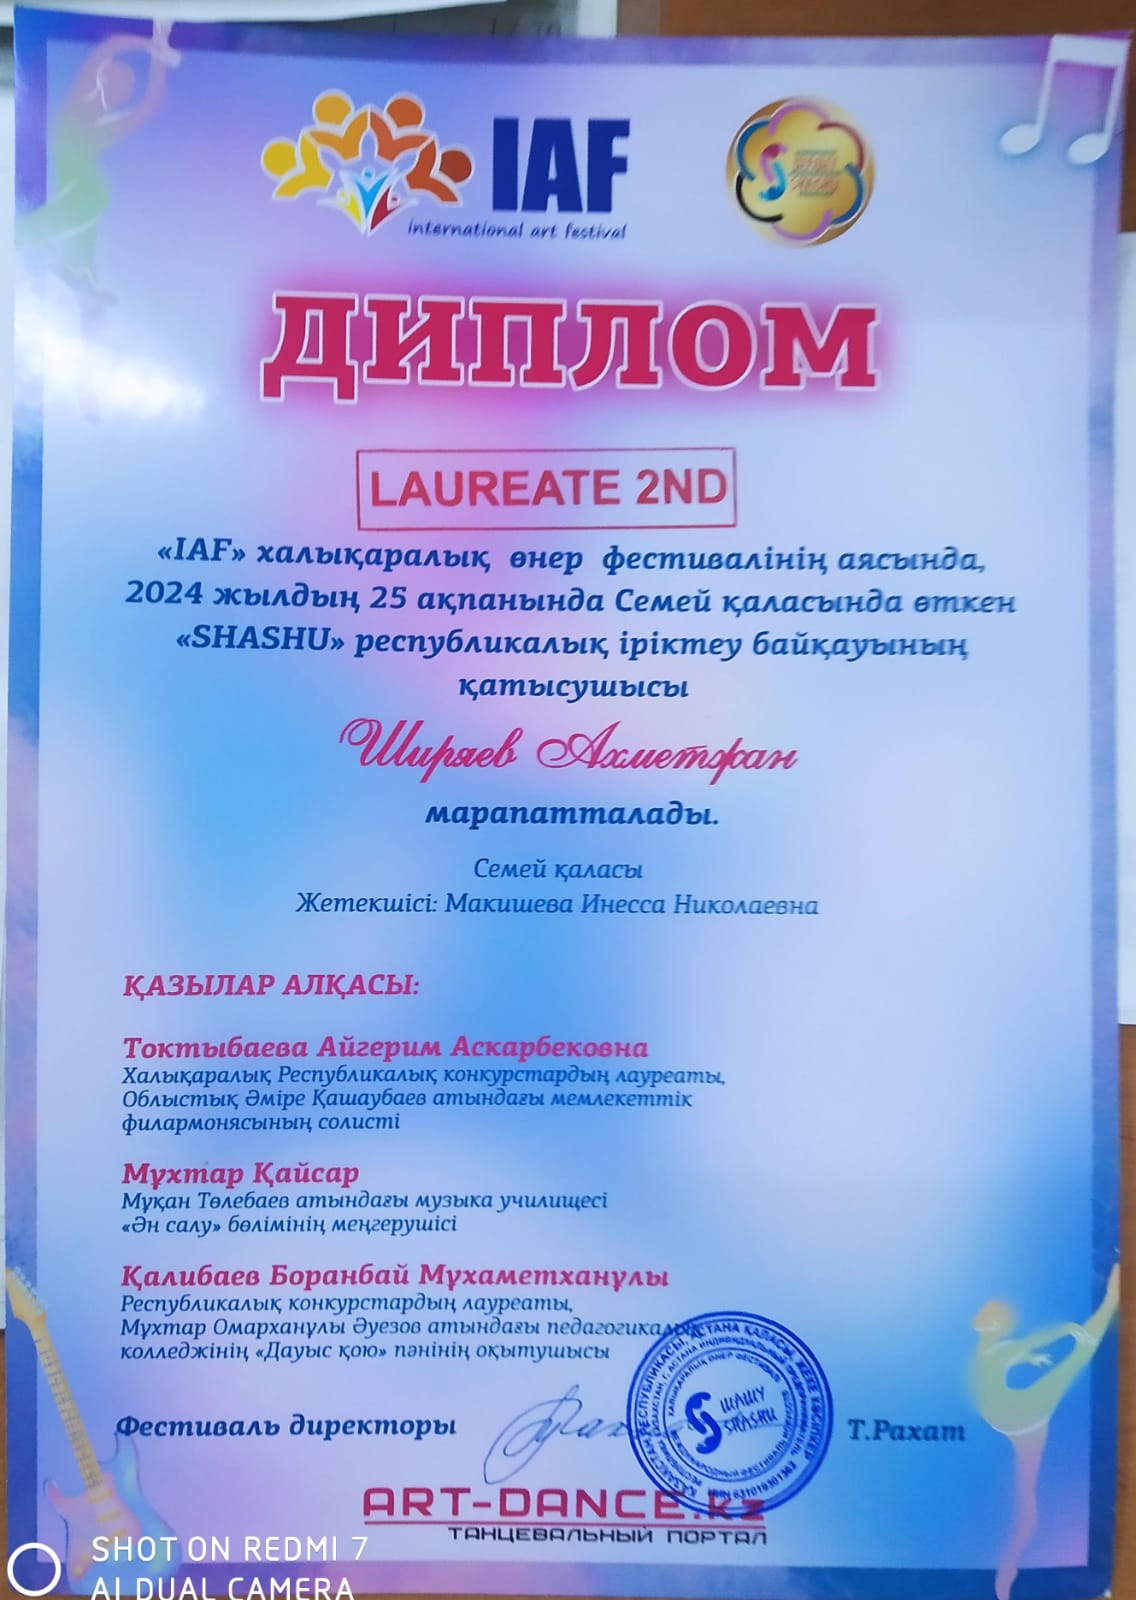 IAF
international art festival
ДИПЛОМ
LAUREATE 2ND
«IAF» халықаралық өнер фестивалінің аясында,
2024 жылдың 25 ақпанында Семей қаласында өткен
«SHASHU» республикалық іріктеу байқауының
қатысушысы
Ширяев Ахметжан
марапатталады.
Семей қаласы
Жетекшісі: Макишева Инесса Николаевна
ҚАЗЫЛАР АЛҚАСЫ:
Токтыбаева Айгерим Аскарбековна
Халықаралық Республикалық конкурстардың лауреаты,
Облыстық Әміре Қашаубаев атындағы мемлекеттік
филармонясының солисті
Мұхтар Қайсар
Мұқан Төлебаев атындағы музыка училищесі
«Ән салу» бөлімінің меңгерушісі
Қалибаев Боранбай Мұхаметханұлы
Республикалық конкурстардың лауреаты,
Мұхтар Омарханұлы Әуезов атындағы педагогикалық
колледжінің «Дауыс қою» пәнінің оқытушысы
ШАШУ
SHASHU
Фестиваль директоры
Т.Рахат
ART-DANCE.kz
ТАНЦЕВАЛЬНЫЙ ПОРТАЛ
SHOT ON REDMI 7
AI DUAL CAMERA